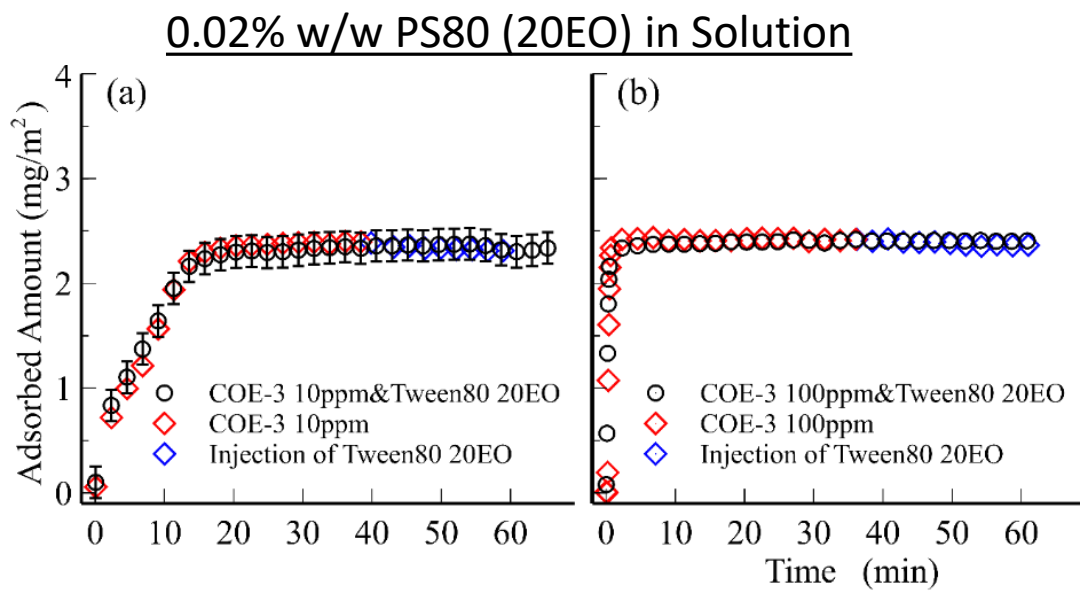 0.02% w/w PS80 (20EO) in Solution
(a)
(b)
Adsorbed Amount (mg/m²)
4
3
2
1
0
COE-3 10ppm&Tween80 20EO
COE-3 10ppm
Injection of Tween80 20EO
COE-3 100ppm&Tween80 20EO
COE-3 100ppm
Injection of Tween80 20EO
0 10 20 30 40 50 60
0 10 20 30 40 50 60
Time (min)